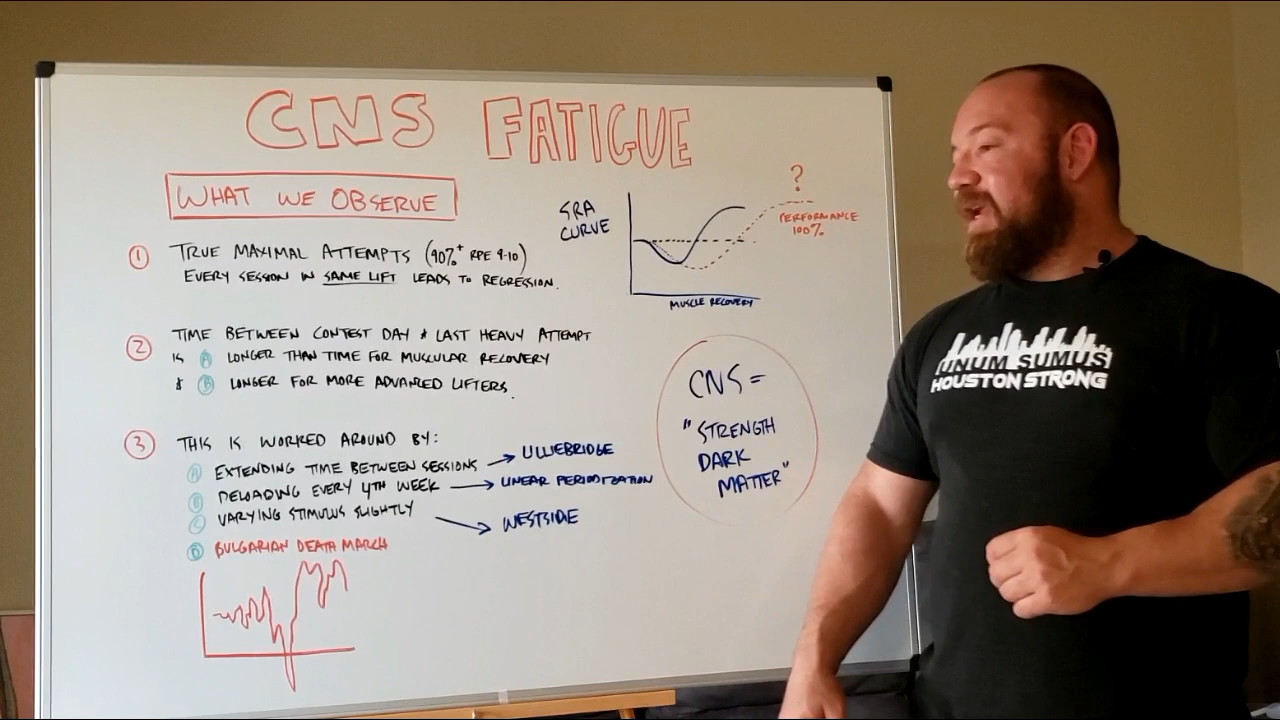 CNS FATIGUE
WHAT WE OBSERVE
1 TRUE MAXIMAL ATTEMPTS (90%+ RPE 9-10)
EVERY SESSION IN SAME LIFT LEADS TO REGRESSION.
2 TIME BETWEEN CONTEST DAY & LAST HEAVY ATTEMPT
IS A LONGER THAN TIME FOR MUSCULAR RECOVERY
& B LONGER FOR MORE ADVANCED LIFTERS.
3 THIS IS WORKED AROUND BY:
A EXTENDING TIME BETWEEN SESSIONS → LILLIEBRIDGE
B DELOADING EVERY 4TH WEEK → LINEAR PERIODIZATION
C VARYING STIMULUS SLIGHTLY → WESTSIDE
D BULGARIAN DEATH MARCH
SRA
CURVE
?
PERFORMANCE
100%
MUSCLE RECOVERY
CNS =
"STRENGTH
DARK
MATTER"
UNUM SUMUS
HOUSTON STRONG